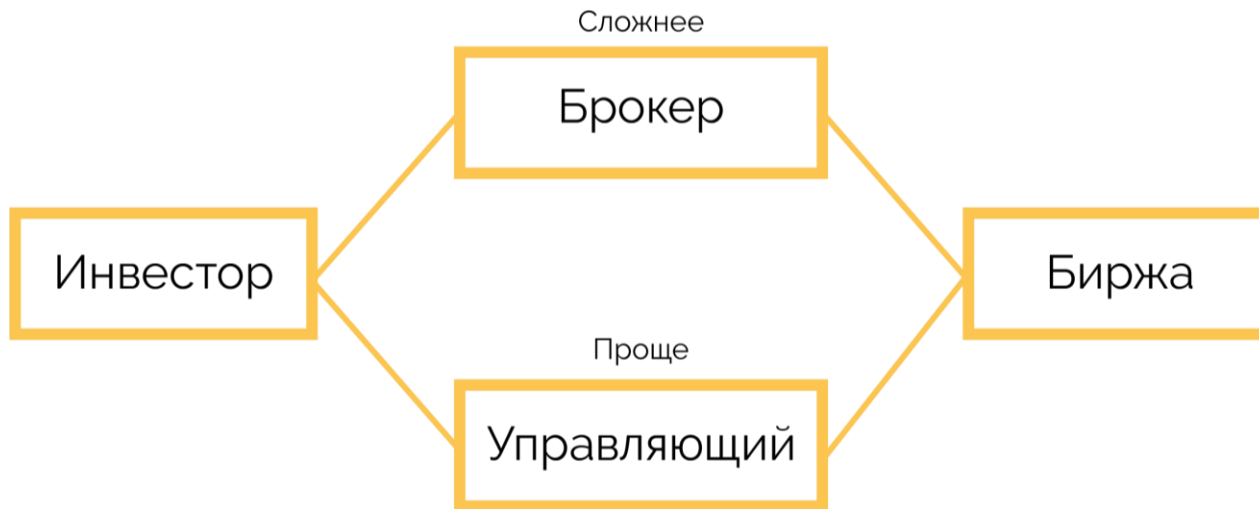 Сложнее
Брокер
Инвестор
Биржа
Проще
Управляющий